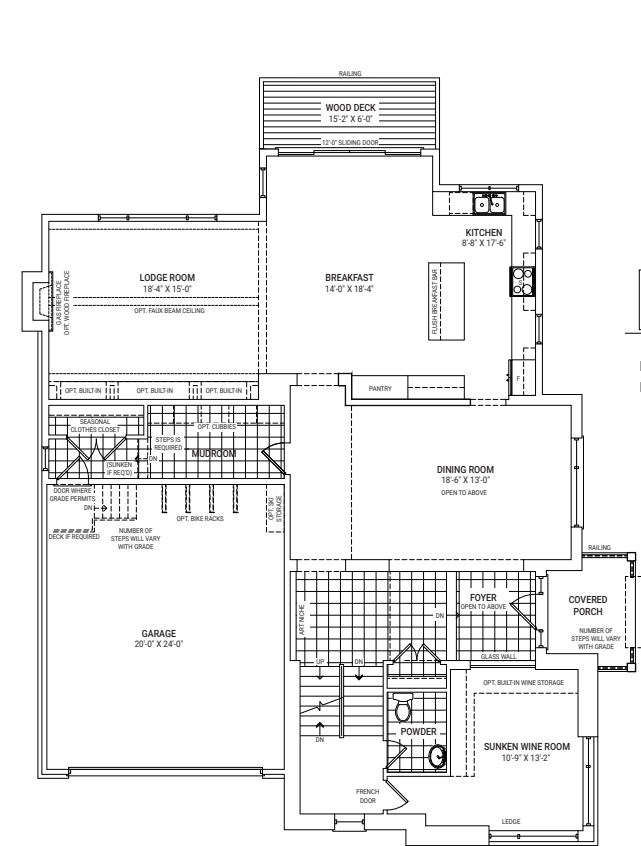 RAILING
WOOD DECK
15'-2" X 6'-0"
12'-0" SLIDING DOOR
KITCHEN
8'-8" X 17'-6"
LODGE ROOM
18'-4" X 15'-0"
OPT. FAUX BEAM CEILING
GAS FIREPLACE
OPT. WOOD FIREPLACE
BREAKFAST
14'-0" X 18'-4"
FLUSH BREAKFAST BAR
F
PANTRY
OPT. BUILT-IN
OPT. BUILT-IN
OPT. BUILT-IN
SEASONAL
CLOTHES CLOSET
OPT. CUBBIES
STEPS IS
REQUIRED
MUDROOM
DN
(SUNKEN
IF REQ'D)
DINING ROOM
18'-6" X 13'-0"
OPEN TO ABOVE
DOOR WHERE
GRADE PERMITS
DN
DECK IF REQUIRED
NUMBER OF
STEPS WILL VARY
WITH GRADE
OPT. BIKE RACKS
OPT. SKI
STORAGE
RAILING
GARAGE
20'-0" X 24'-0"
ART NICHE
FOYER
OPEN TO ABOVE
DN
COVERED
PORCH
NUMBER OF
STEPS WILL VARY
WITH GRADE
GLASS WALL
UP
DN
DN
OPT. BUILT-IN WINE STORAGE
POWDER
SUNKEN WINE ROOM
10'-9" X 13'-2"
FRENCH
DOOR
LEDGE